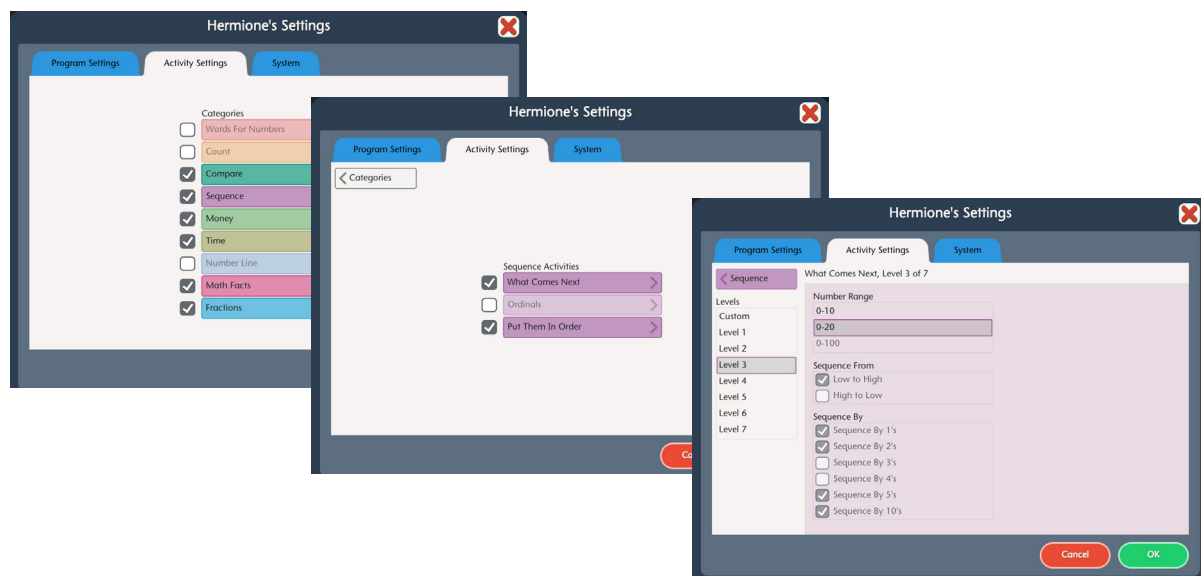 Hermione's Settings
Program Settings
Activity Settings
System
Categories
Words For Numbers
Count
Compare
Sequence
Money
Time
Number Line
Math Facts
Fractions
Hermione's Settings
Program Settings
Activity Settings
System
Categories
Sequence Activities
What Comes Next
Ordinals
Put Them In Order
Hermione's Settings
Program Settings
Activity Settings
System
Sequence
What Comes Next, Level 3 of 7
Levels
Custom
Level 1
Level 2
Level 3
Level 4
Level 5
Level 6
Level 7
Number Range
0-10
0-20
0-100
Sequence From
Low to High
High to Low
Sequence By
Sequence By 1's
Sequence By 2's
Sequence By 3's
Sequence By 4's
Sequence By 5's
Sequence By 10's
Cancel
OK